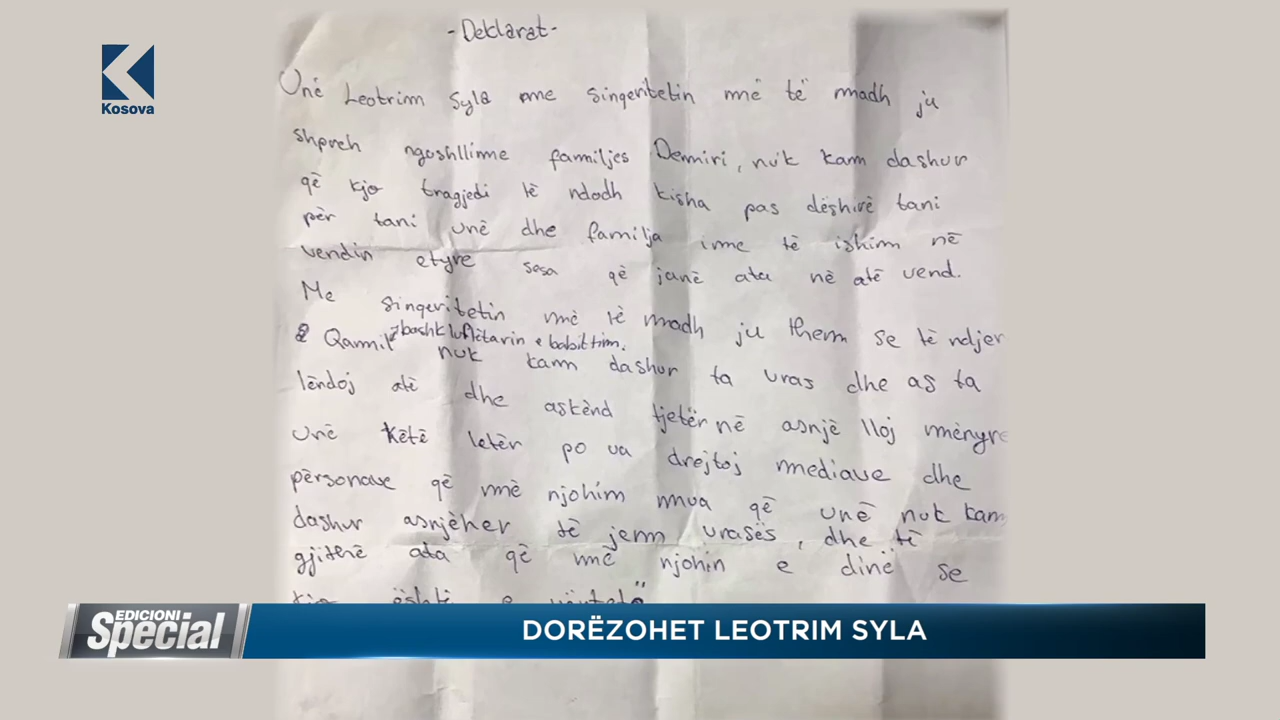 Kosova
-Deklarat-
Unë Leotrim Syla me singeritetin më të madh ju
shpreh ngushllime familjes Demiri, nuk kam dashur
që kjo tragjedi të ndodh kisha pas dëshirë tani
për tani unë dhe familja ime të ishim në
vendin etyre sesa që janë ata në atë vend.
Me singeritetin më të madh ju them se të ndjer
Qamil bashkluftëtarin e babit tim.
nuk kam dashur ta vras dhe as ta
lëndoj atë dhe askënd tjetër në asnjë lloj mënyre
Unë këtë letër po ua drejtoj mediave dhe
përsonave që më njohim mua që unë nuk kam
dashur asnjëher të jem vrasës, dhe të
gjithë ata që më njohin e dinë se
është e
EDICIONI
Special
DORËZOHET LEOTRIM SYLA